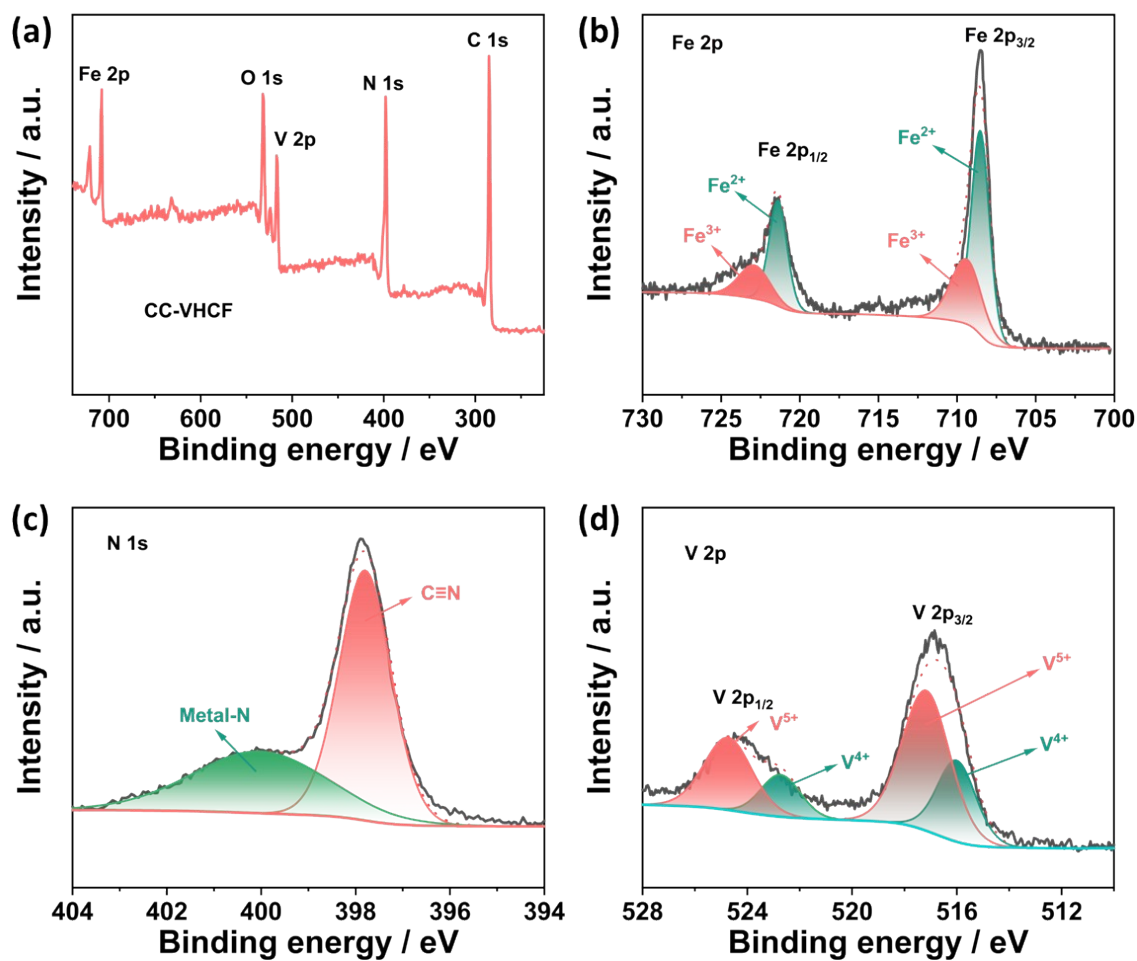 (a)
Fe 2p
O 1s
V 2p
N 1s
C 1s
CC-VHCF
Intensity / a.u.
700 600 500 400 300
Binding energy / eV
(b)
Fe 2p
Fe 2p3/2
Fe2+
Fe 2p1/2
Fe2+
Fe3+
Fe3+
Intensity / a.u.
730 725 720 715 710 705 700
Binding energy / eV
(c)
N 1s
C≡N
Metal-N
Intensity / a.u.
404 402 400 398 396 394
Binding energy / eV
(d)
V 2p
V 2p3/2
V5+
V 2p1/2
V5+
V4+
V4+
Intensity / a.u.
528 524 520 516 512
Binding energy / eV